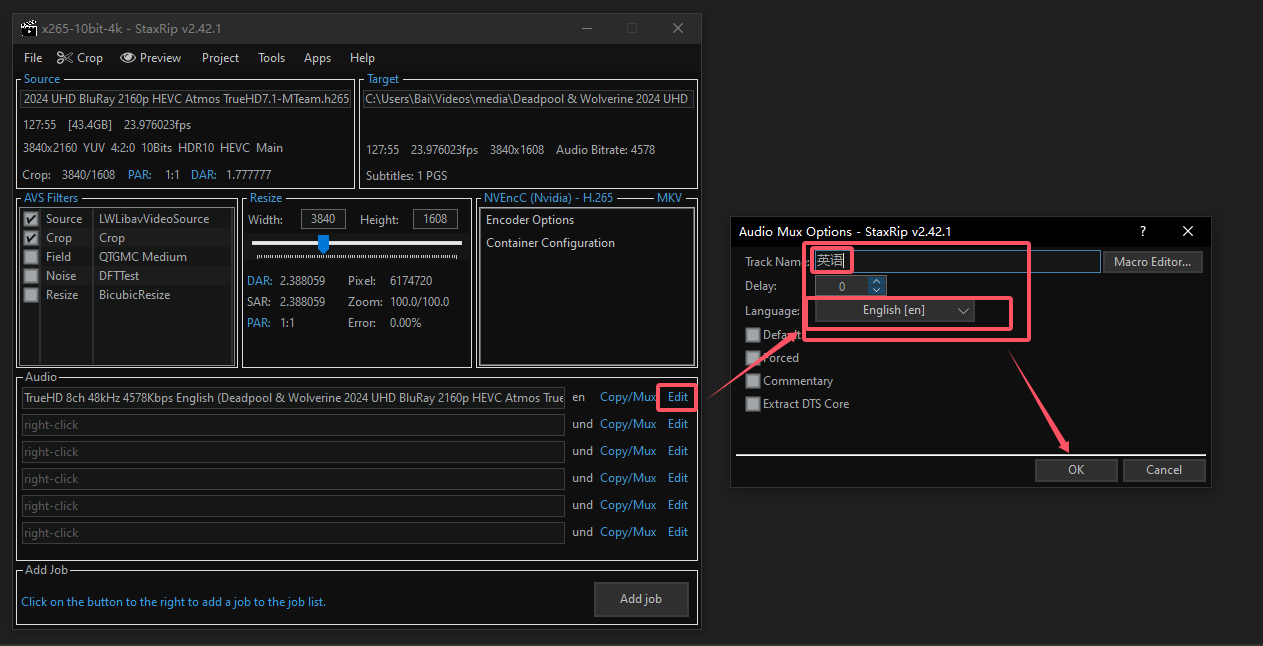 x265-10bit-4k - StaxRip v2.42.1
File Crop Preview Project Tools Apps Help
Source
2024 UHD BluRay 2160p HEVC Atmos TrueHD7.1-MTeam.h265
127:55 [43.4GB] 23.976023fps
3840x2160 YUV 4:2:0 10Bits HDR10 HEVC Main
Crop: 3840/1608 PAR: 1:1 DAR: 1.777777
Target
C:\Users\Bai\Videos\media\Deadpool & Wolverine 2024 UHD
127:55 23.976023fps 3840x1608 Audio Bitrate: 4578
Subtitles: 1 PGS
AVS Filters
Source LWLibavVideoSource
Crop Crop
Field QTGMC Medium
Noise DFTTest
Resize BicubicResize
Resize
Width: 3840 Height: 1608
DAR: 2.388059 Pixel: 6174720
SAR: 2.388059 Zoom: 100.0/100.0
PAR: 1:1 Error: 0.00%
NVEncC (Nvidia) - H.265 MKV
Encoder Options
Container Configuration
Audio
TrueHD 8ch 48kHz 4578Kbps English (Deadpool & Wolverine 2024 UHD BluRay 2160p HEVC Atmos True en Copy/Mux Edit
right-click und Copy/Mux Edit
right-click und Copy/Mux Edit
right-click und Copy/Mux Edit
right-click und Copy/Mux Edit
right-click und Copy/Mux Edit
Add Job
Click on the button to the right to add a job to the job list. Add job
Audio Mux Options - StaxRip v2.42.1 ?
Track Name: 英语 Macro Editor...
Delay: 0
Language: English [en]
Default
Forced
Commentary
Extract DTS Core
OK Cancel